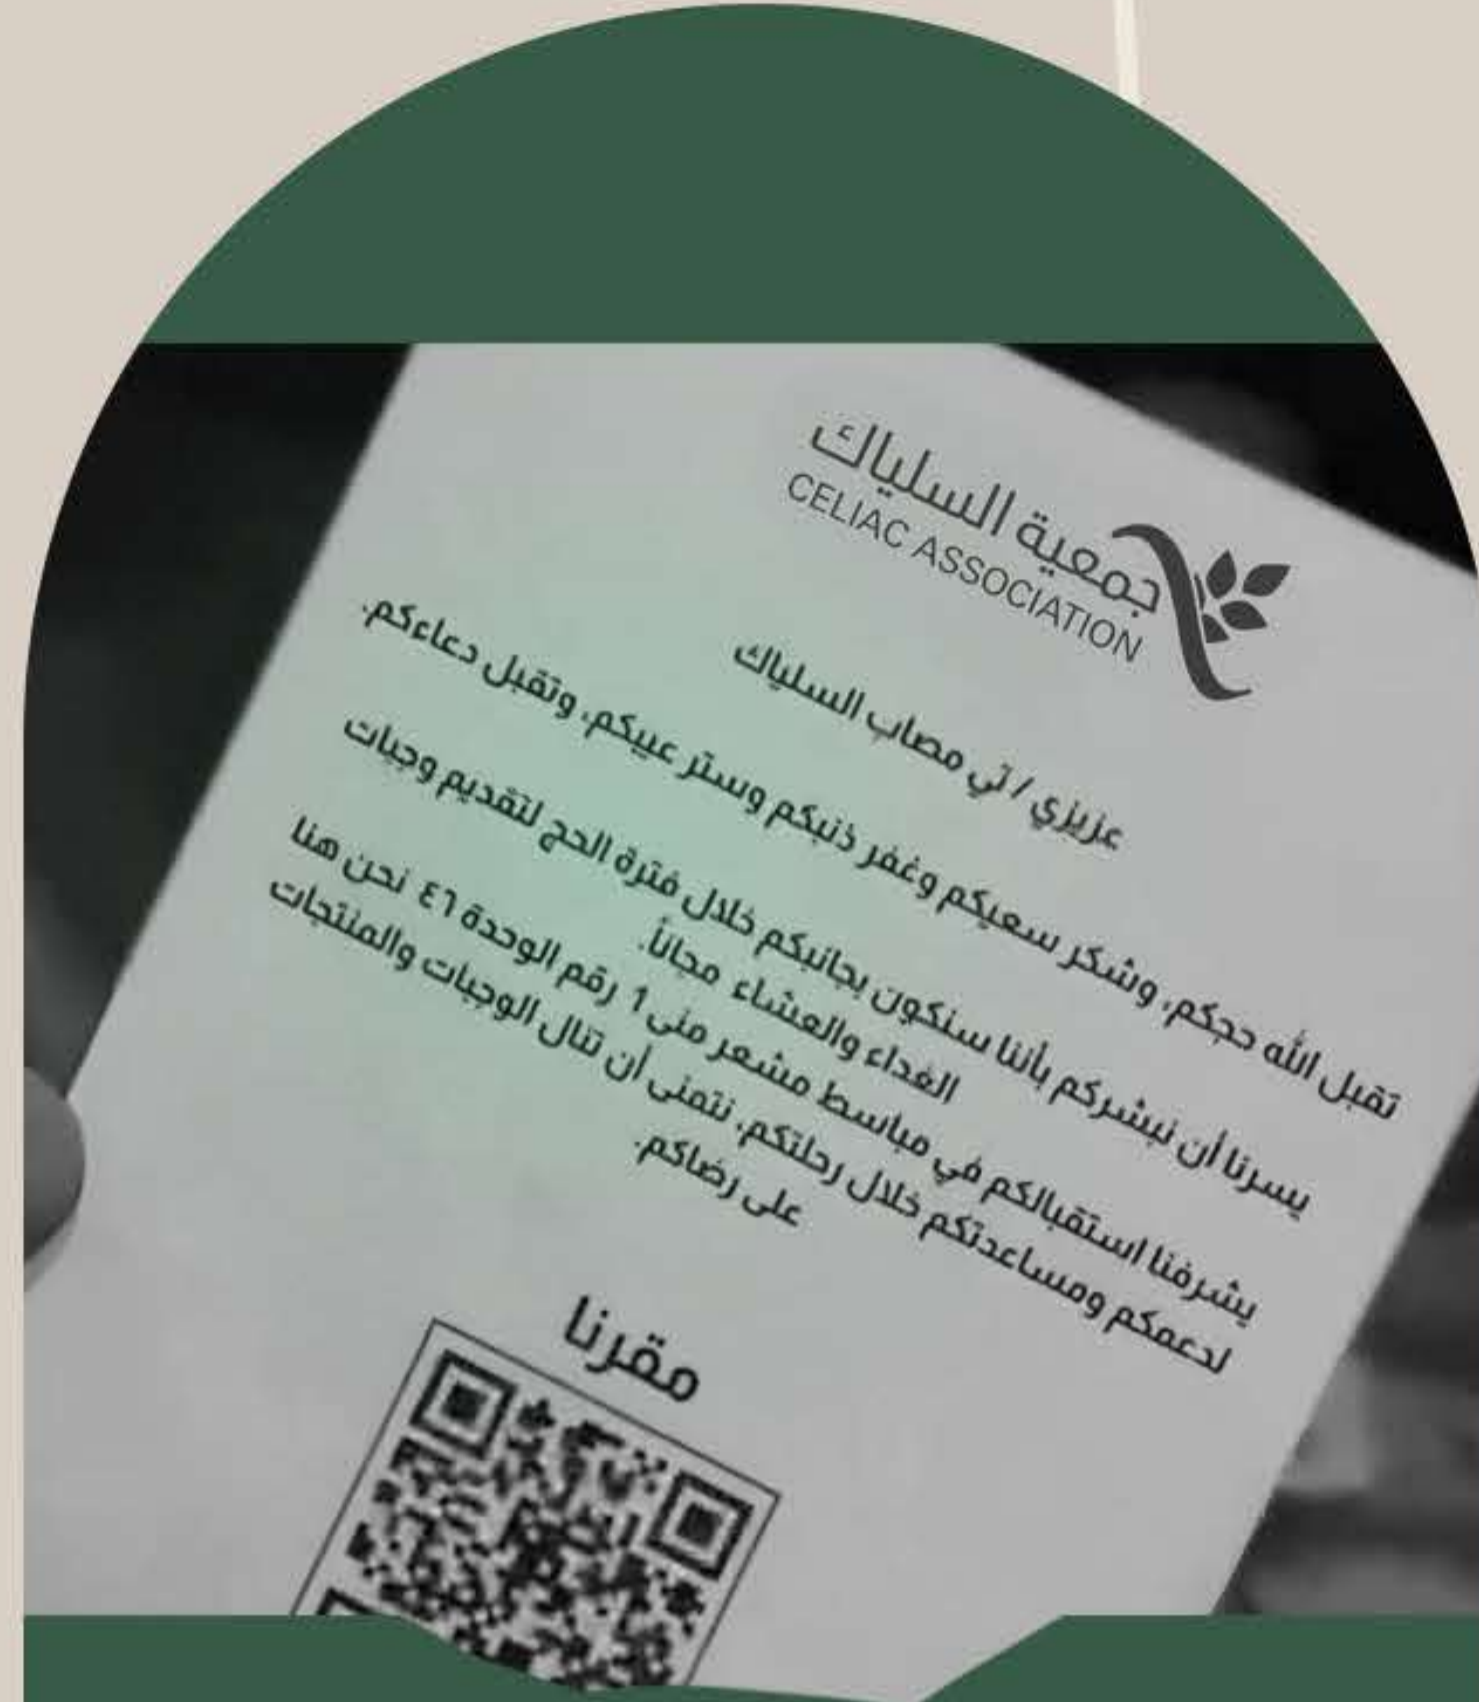 جمعية السلياك
CELIAC ASSOCIATION
عزيزي / تي مصاب السلياك
تقبل الله حجكم، وشكر سعيكم وغفر ذنبكم وستر عيبكم، وتقبل دعاءكم.
يسرنا أن نبشركم بأننا سنكون بجانبكم خلال فترة الحج لتقديم وجبات
الغداء والعشاء مجاناً.
يشرفنا استقبالكم في مباسط مشعر منى 1 رقم الوحدة ٤٦ نحن هنا
لدعمكم ومساعدتكم خلال رحلتكم، نتمنى أن تنال الوجبات والمنتجات
على رضاكم.
مقرنا